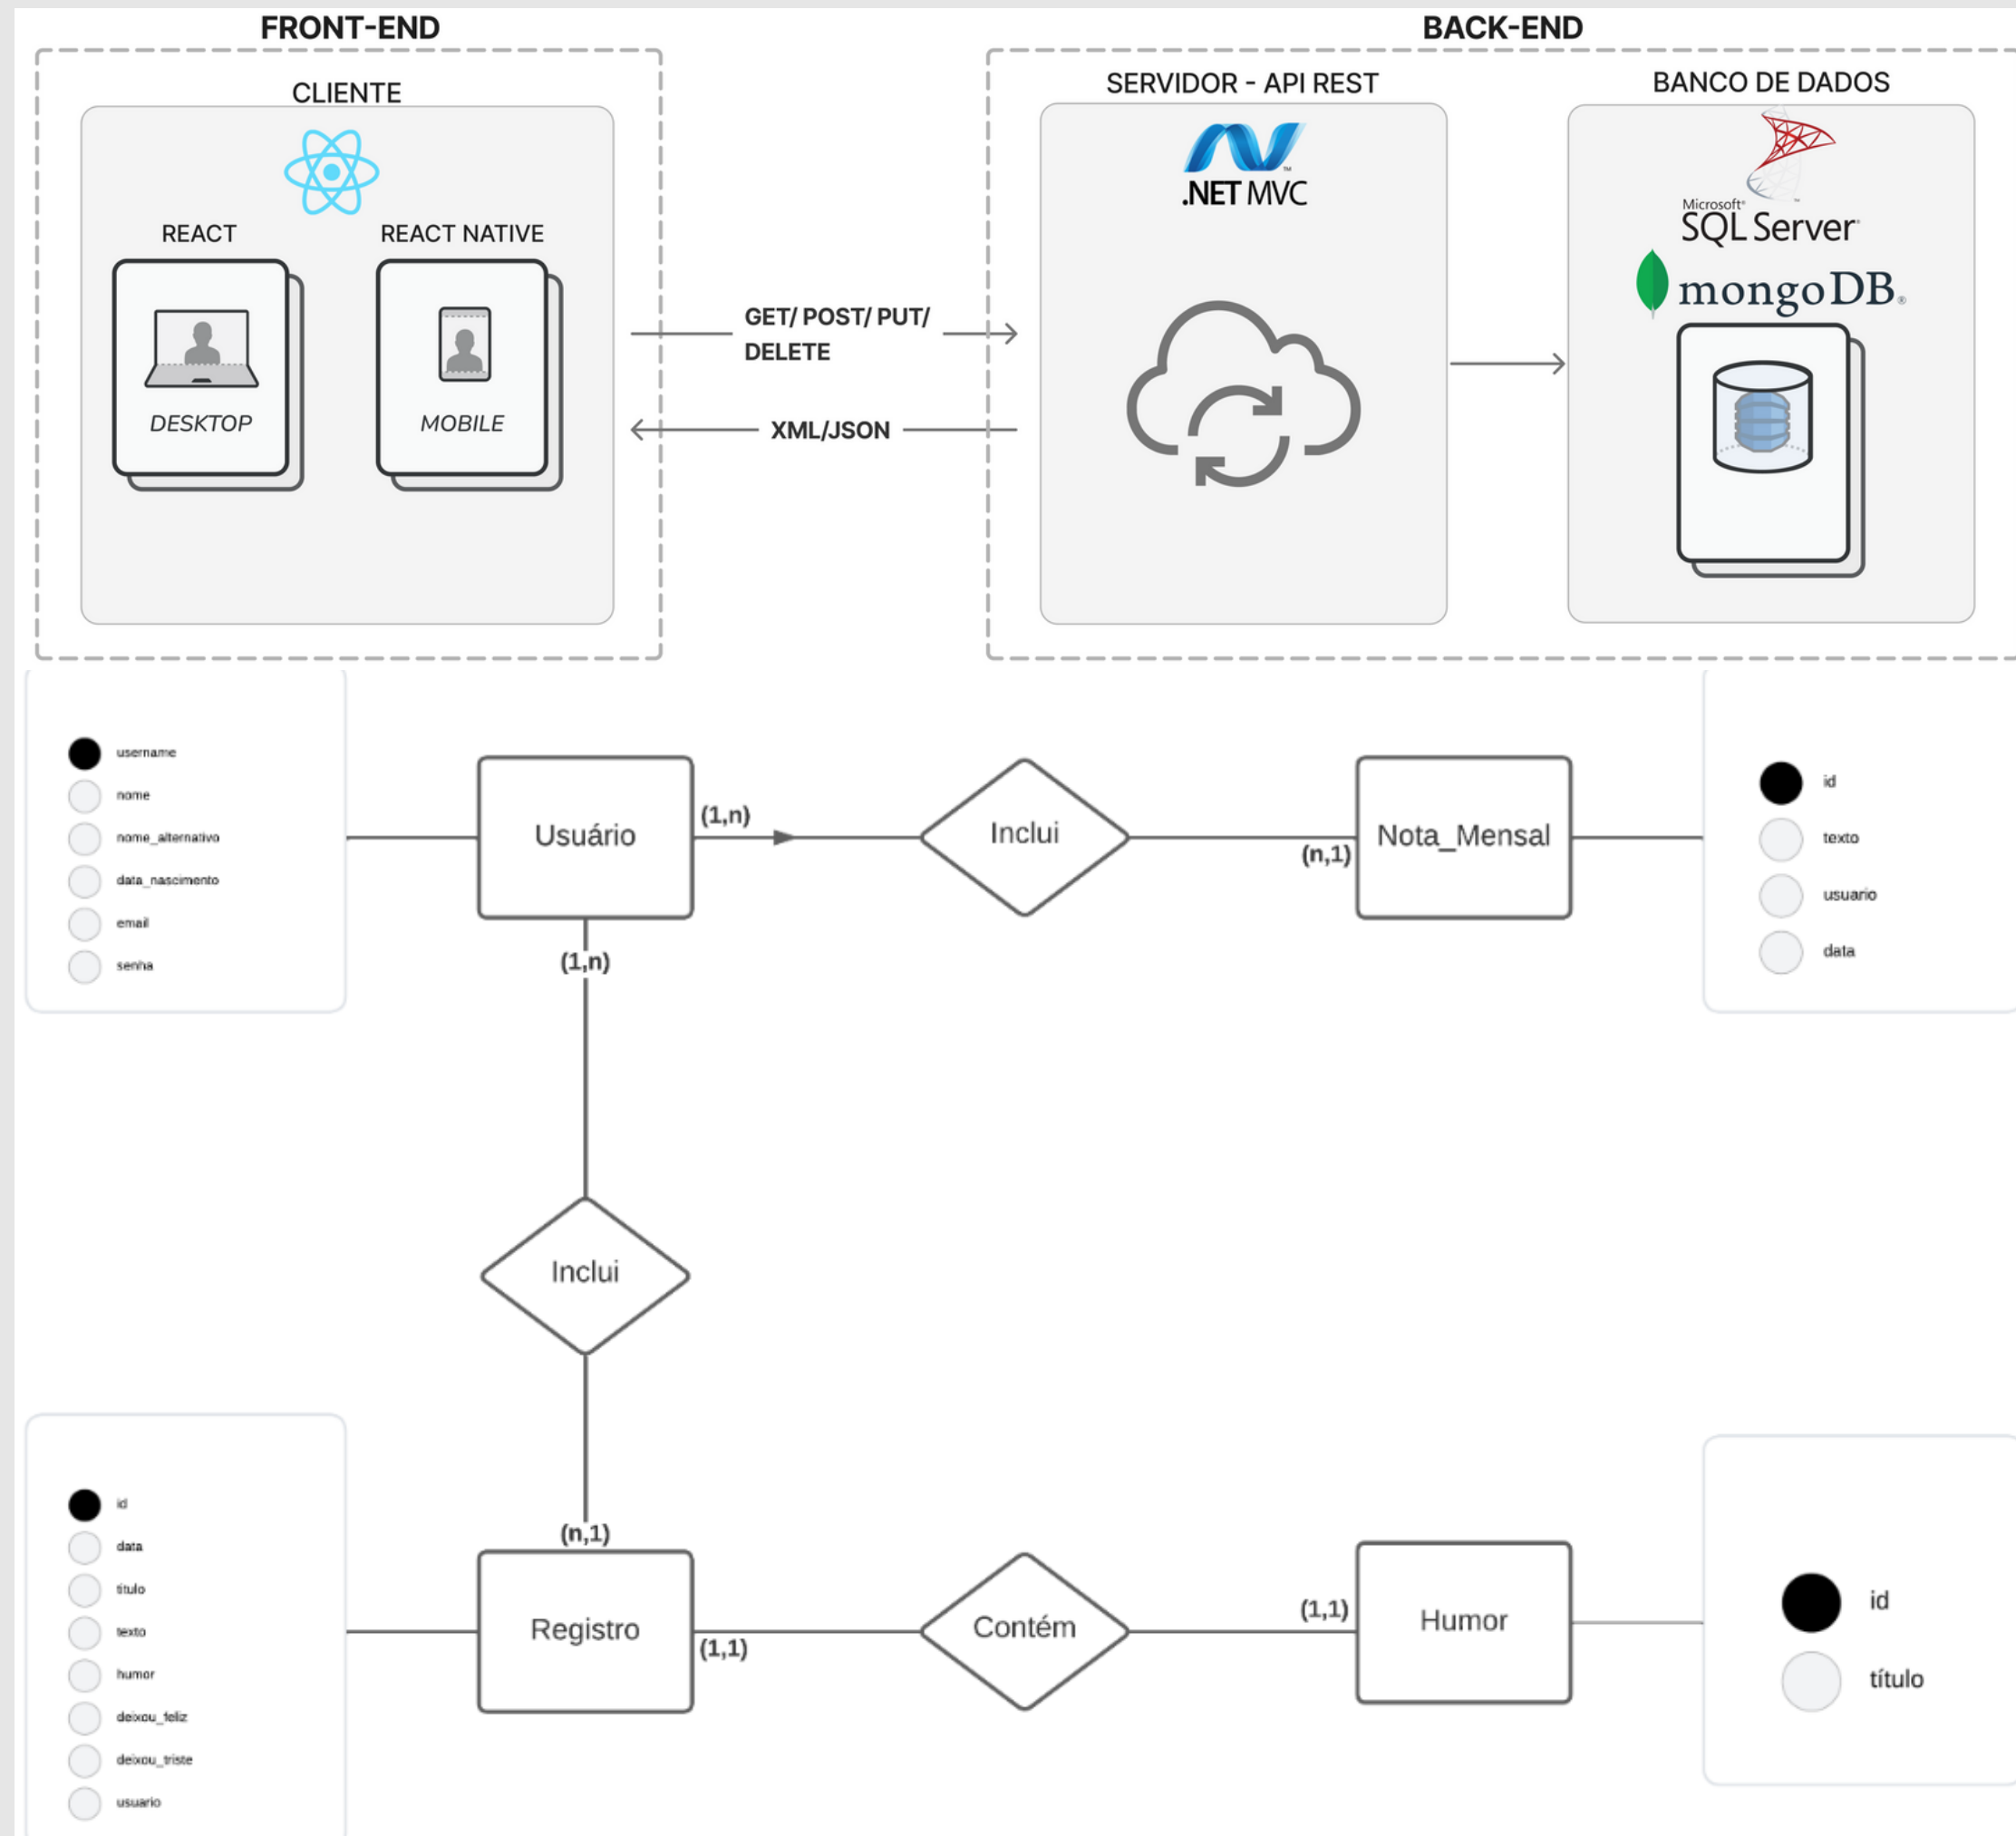 FRONT-END
BACK-END
CLIENTE
SERVIDOR - API REST
BANCO DE DADOS
REACT
REACT NATIVE
DESKTOP
MOBILE
GET/ POST/ PUT/
DELETE
XML/JSON
.NET MVC
Microsoft®
SQL Server
mongoDB®
username
nome
nome_alternativo
data_nascimento
email
senha
Usuário
(1,n)
Inclui
(n,1)
Nota_Mensal
id
texto
usuario
data
(1,n)
Inclui
(n,1)
id
data
titulo
texto
humor
deixou_feliz
deixou_triste
usuario
Registro
(1,1)
Contém
(1,1)
Humor
id
título